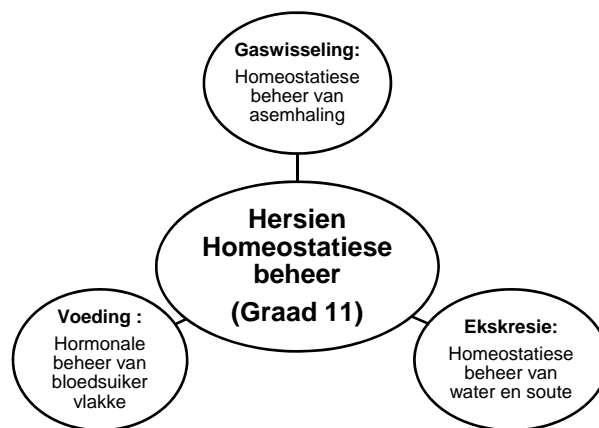 Gaswisseling:
Homeostatiese
beheer van
asemhaling
Hersien
Homeostatiese
beheer
(Graad 11)
Voeding :
Hormonale
beheer van
bloedsuiker
vlakke
Ekskresie:
Homeostatiese
beheer van
water en soute